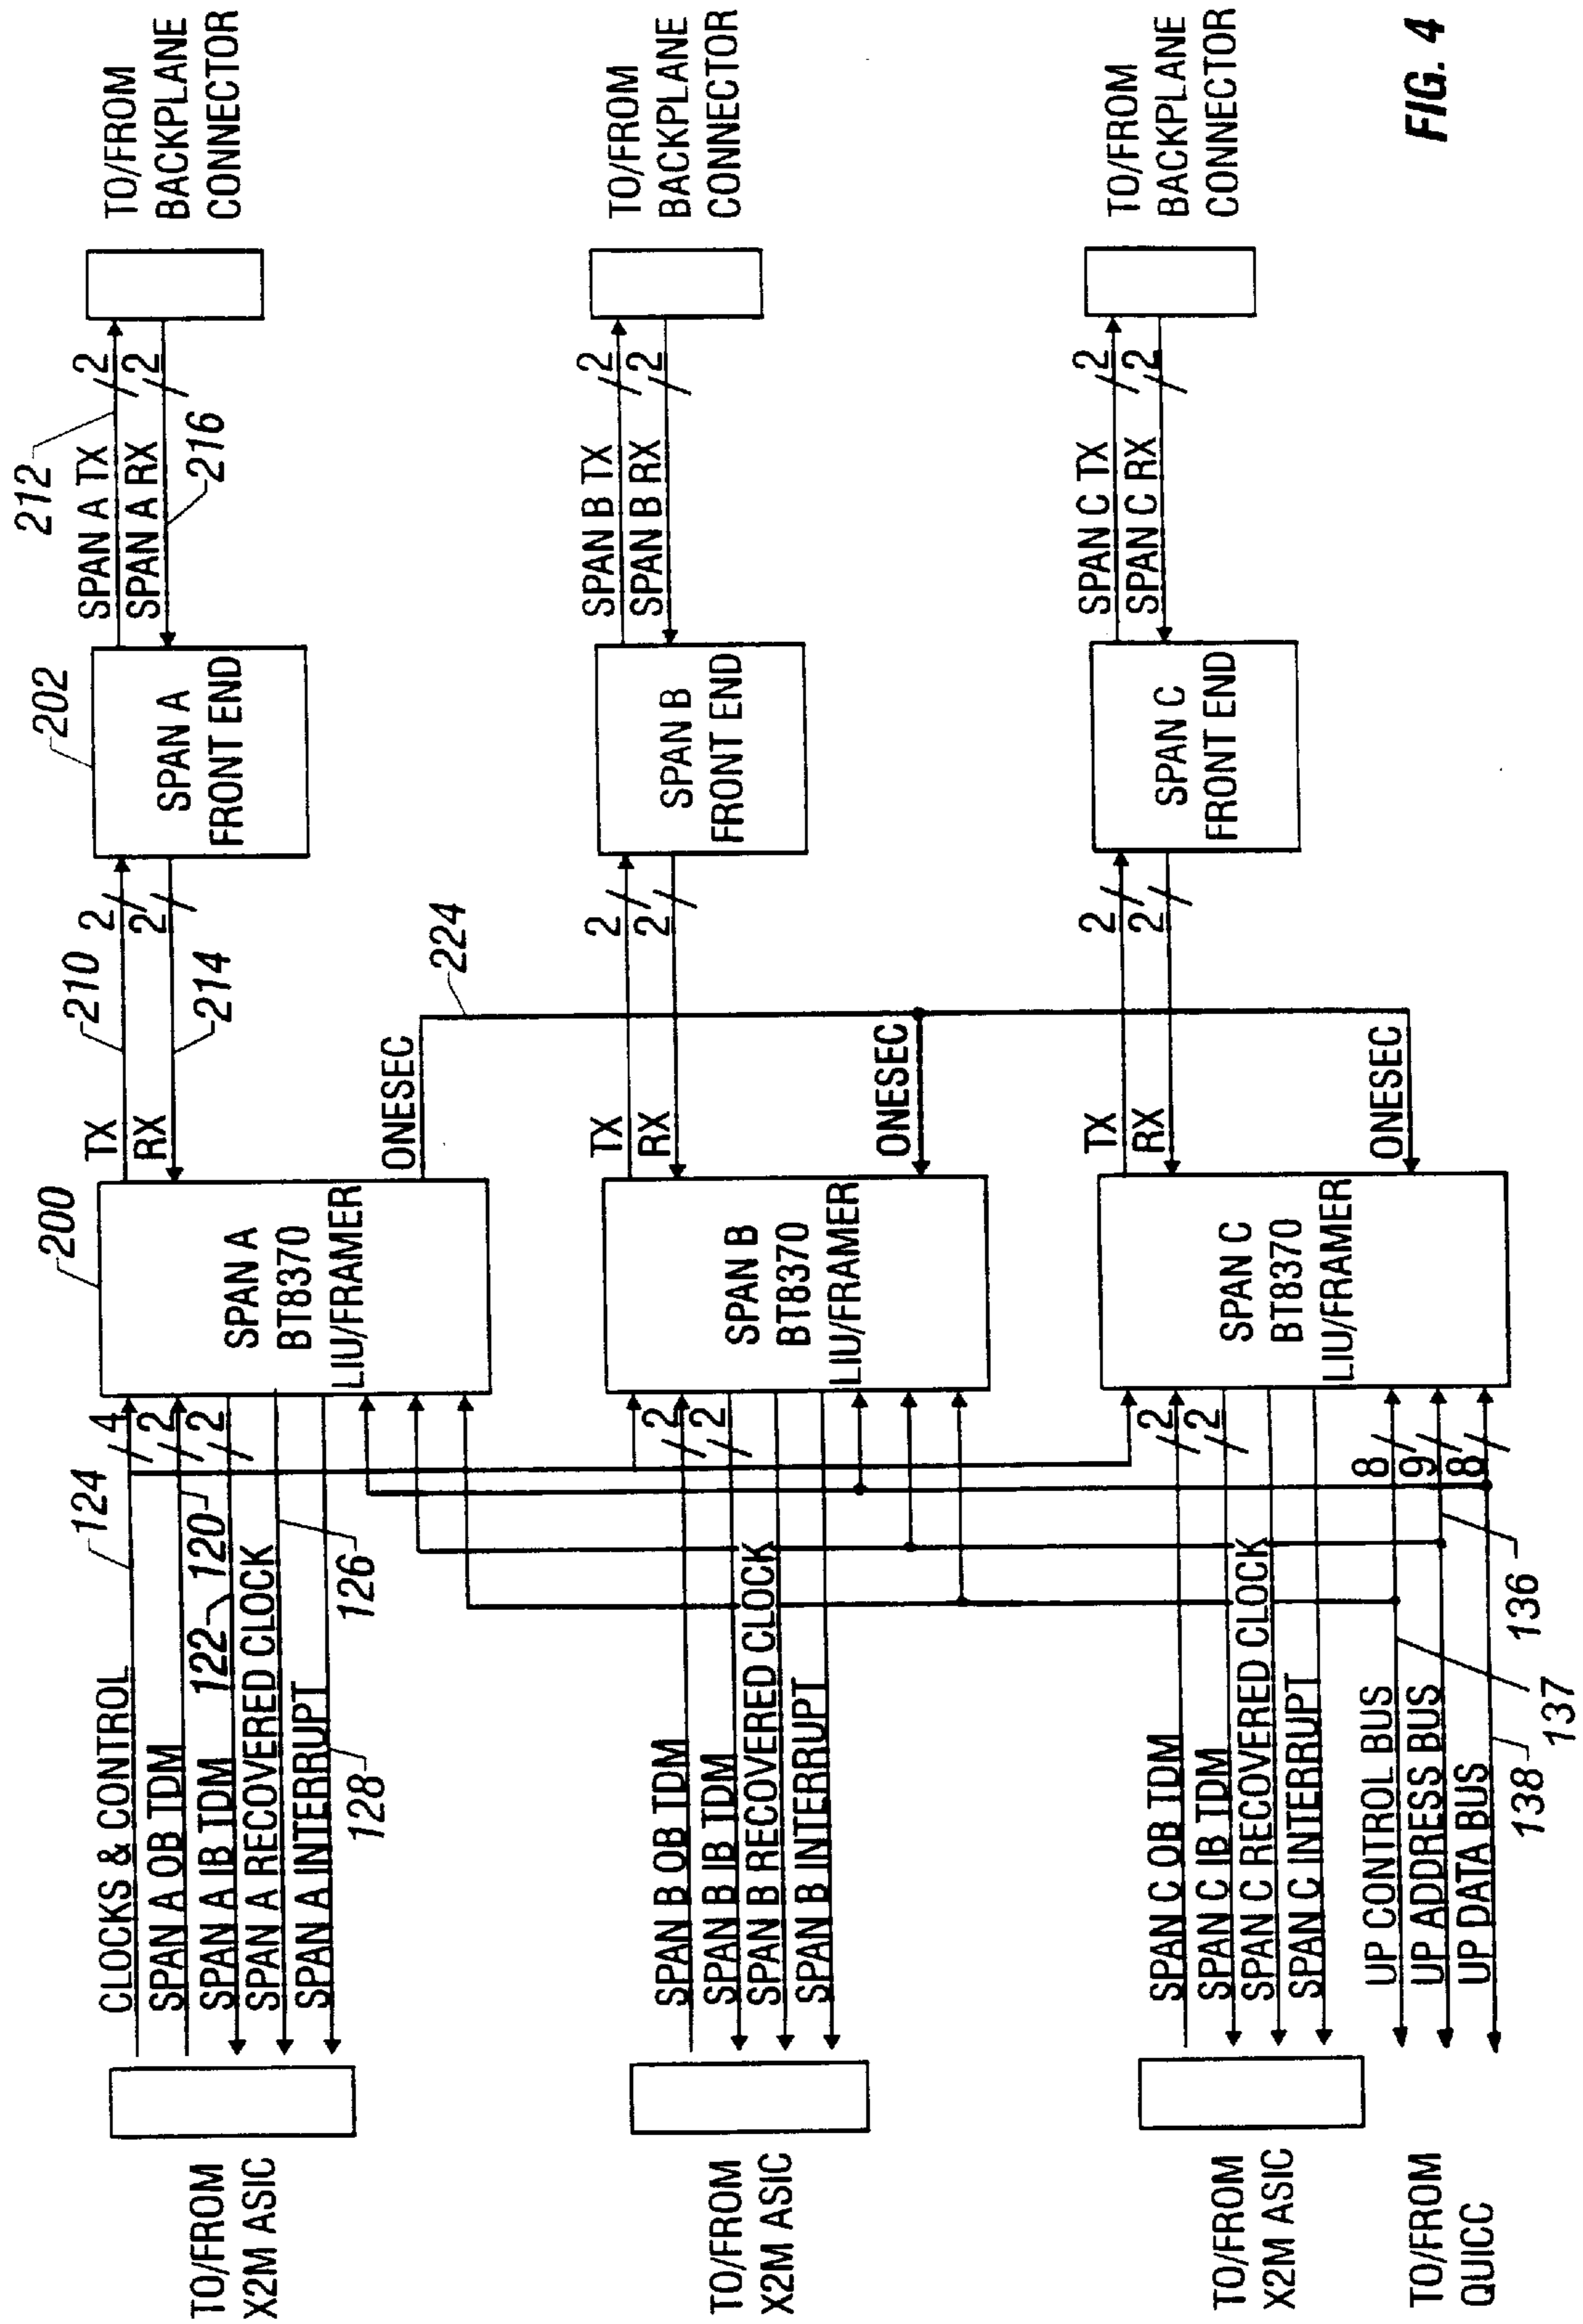 TO/FROM
X2M ASIC
CLOCKS & CONTROL
SPAN A OB TDM
SPAN A IB TDM
SPAN A RECOVERED CLOCK
SPAN A INTERRUPT
124
120
122
126
128
4
2
2
200
SPAN A
BT8370
LIU/FRAMER
TX
RX
ONESEC
210
214
2
2
202
SPAN A
FRONT END
212
SPAN A TX
SPAN A RX
216
2
2
TO/FROM
BACKPLANE
CONNECTOR
224
TO/FROM
X2M ASIC
SPAN B OB TDM
SPAN B IB TDM
SPAN B RECOVERED CLOCK
SPAN B INTERRUPT
2
2
SPAN B
BT8370
LIU/FRAMER
TX
RX
ONESEC
2
2
SPAN B
FRONT END
SPAN B TX
SPAN B RX
2
2
TO/FROM
BACKPLANE
CONNECTOR
TO/FROM
X2M ASIC
SPAN C OB TDM
SPAN C IB TDM
SPAN C RECOVERED CLOCK
SPAN C INTERRUPT
2
2
SPAN C
BT8370
LIU/FRAMER
TX
RX
ONESEC
2
2
SPAN C
FRONT END
SPAN C TX
SPAN C RX
2
2
TO/FROM
BACKPLANE
CONNECTOR
TO/FROM
QUICC
UP CONTROL BUS
UP ADDRESS BUS
UP DATA BUS
8
9
8
138
137
136
FIG. 4